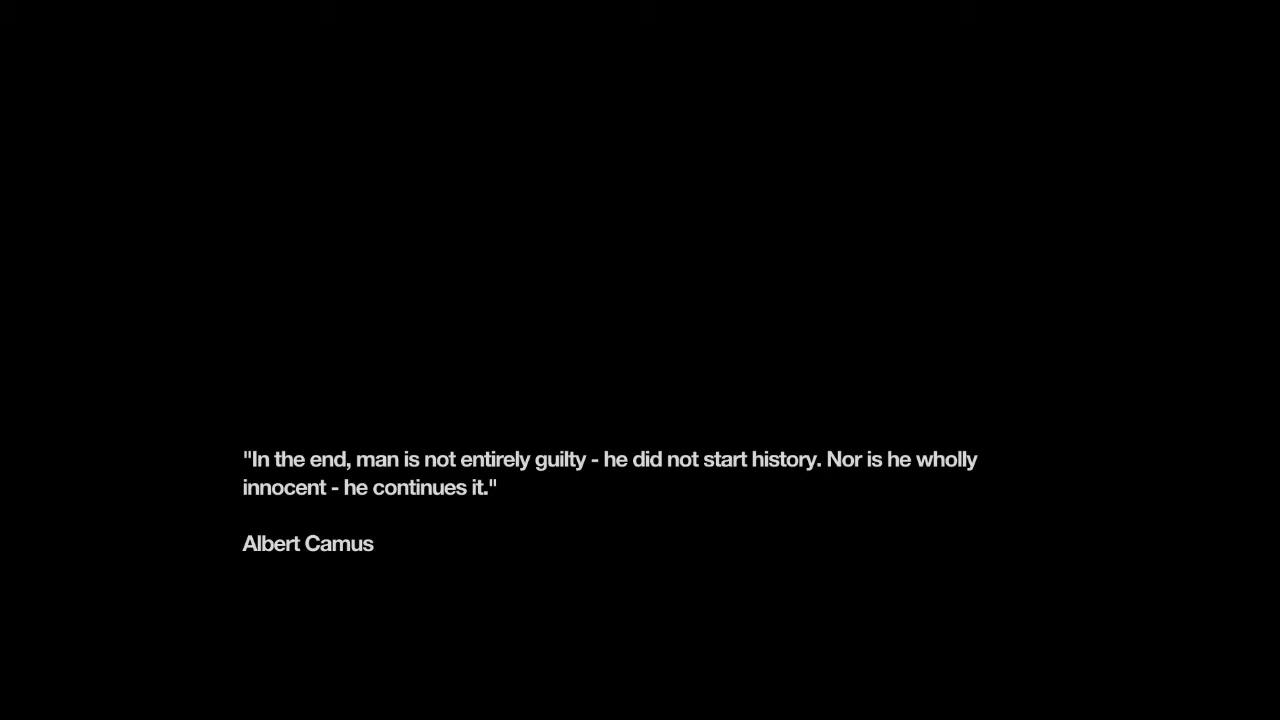 "In the end, man is not entirely guilty - he did not start history. Nor is he wholly
innocent - he continues it."
Albert Camus